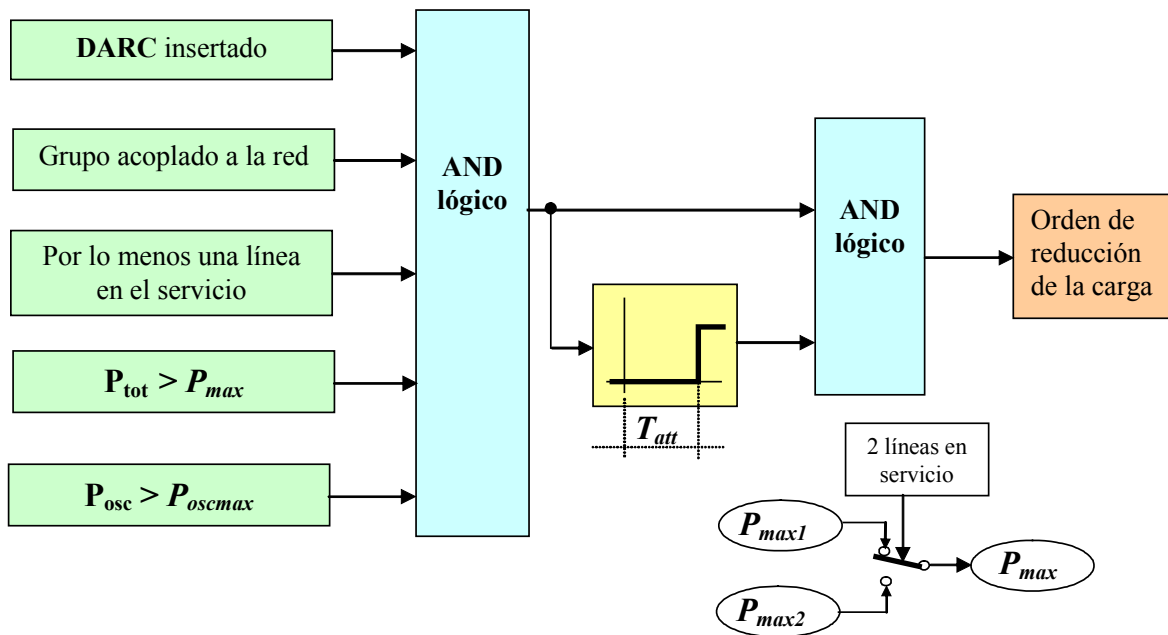 DARC insertado
Grupo acoplado a la red
Por lo menos una línea
en el servicio
Ptot > Pmax
Posc > Poscmax
AND
lógico
Tatt
AND
lógico
Orden de
reducción
de la carga
2 líneas en
servicio
Pmax1
Pmax2
Pmax